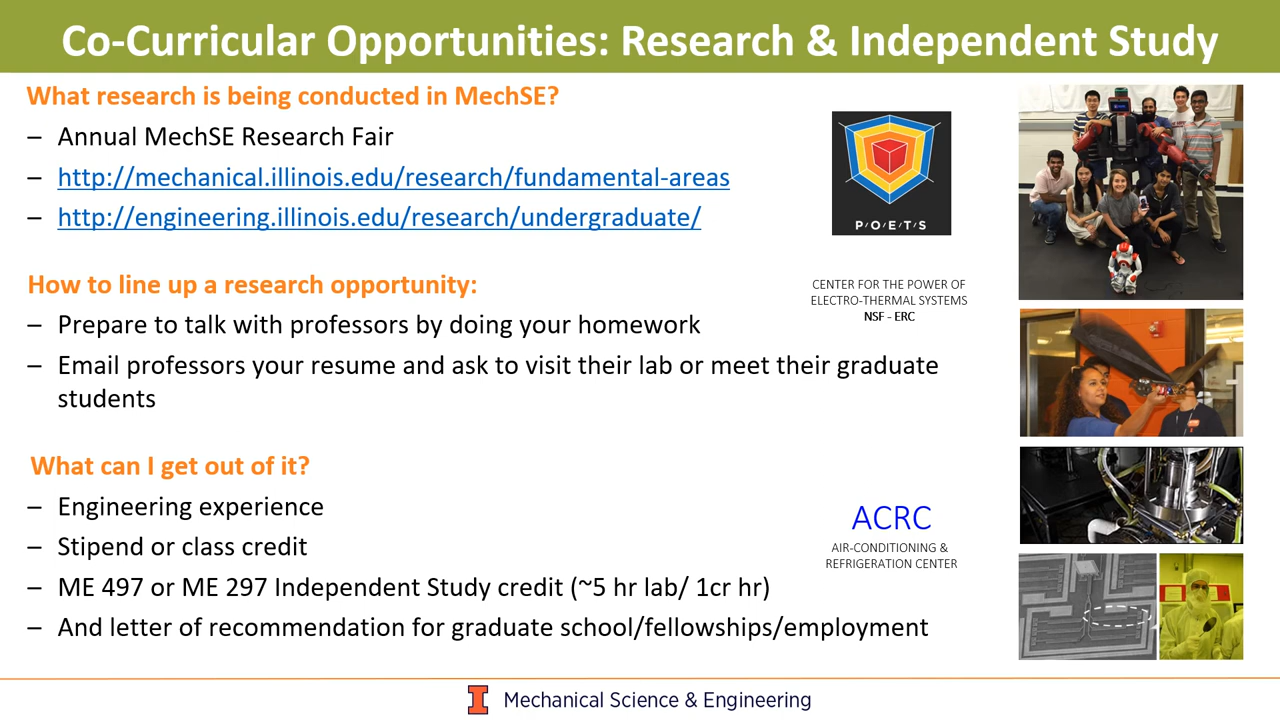 Co-Curricular Opportunities: Research & Independent Study
What research is being conducted in MechSE?
– Annual MechSE Research Fair
– http://mechanical.illinois.edu/research/fundamental-areas
– http://engineering.illinois.edu/research/undergraduate/
How to line up a research opportunity:
– Prepare to talk with professors by doing your homework
– Email professors your resume and ask to visit their lab or meet their graduate
students
What can I get out of it?
– Engineering experience
– Stipend or class credit
– ME 497 or ME 297 Independent Study credit (~5 hr lab/ 1cr hr)
– And letter of recommendation for graduate school/fellowships/employment
P/O/E/T/S
CENTER FOR THE POWER OF
ELECTRO-THERMAL SYSTEMS
NSF - ERC
ACRC
AIR-CONDITIONING &
REFRIGERATION CENTER
I Mechanical Science & Engineering